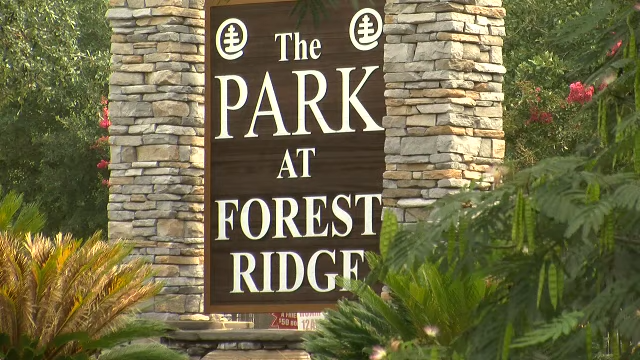 The
PARK
AT
FOREST
RIDGE